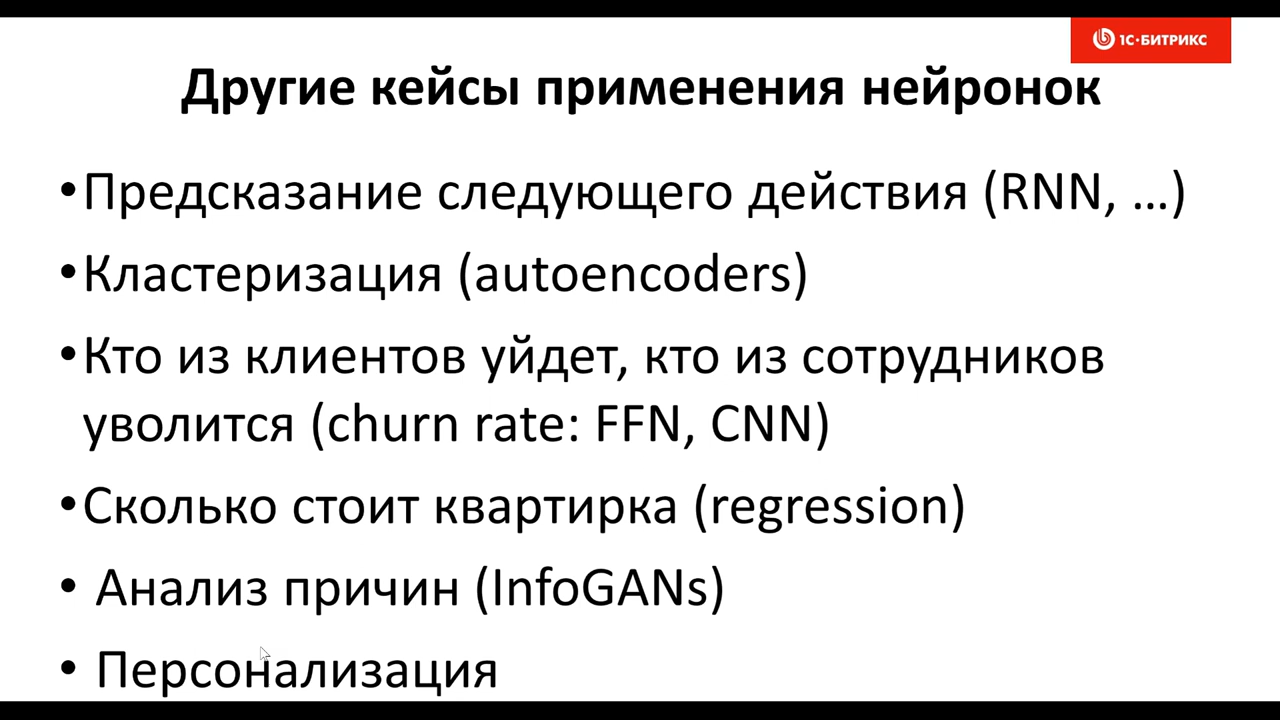 1С·БИТРИКС
Другие кейсы применения нейронок
•Предсказание следующего действия (RNN, ...)
•Кластеризация (autoencoders)
•Кто из клиентов уйдет, кто из сотрудников
уволится (churn rate: FFN, CNN)
•Сколько стоит квартирка (regression)
• Анализ причин (InfoGANs)
• Персонализация